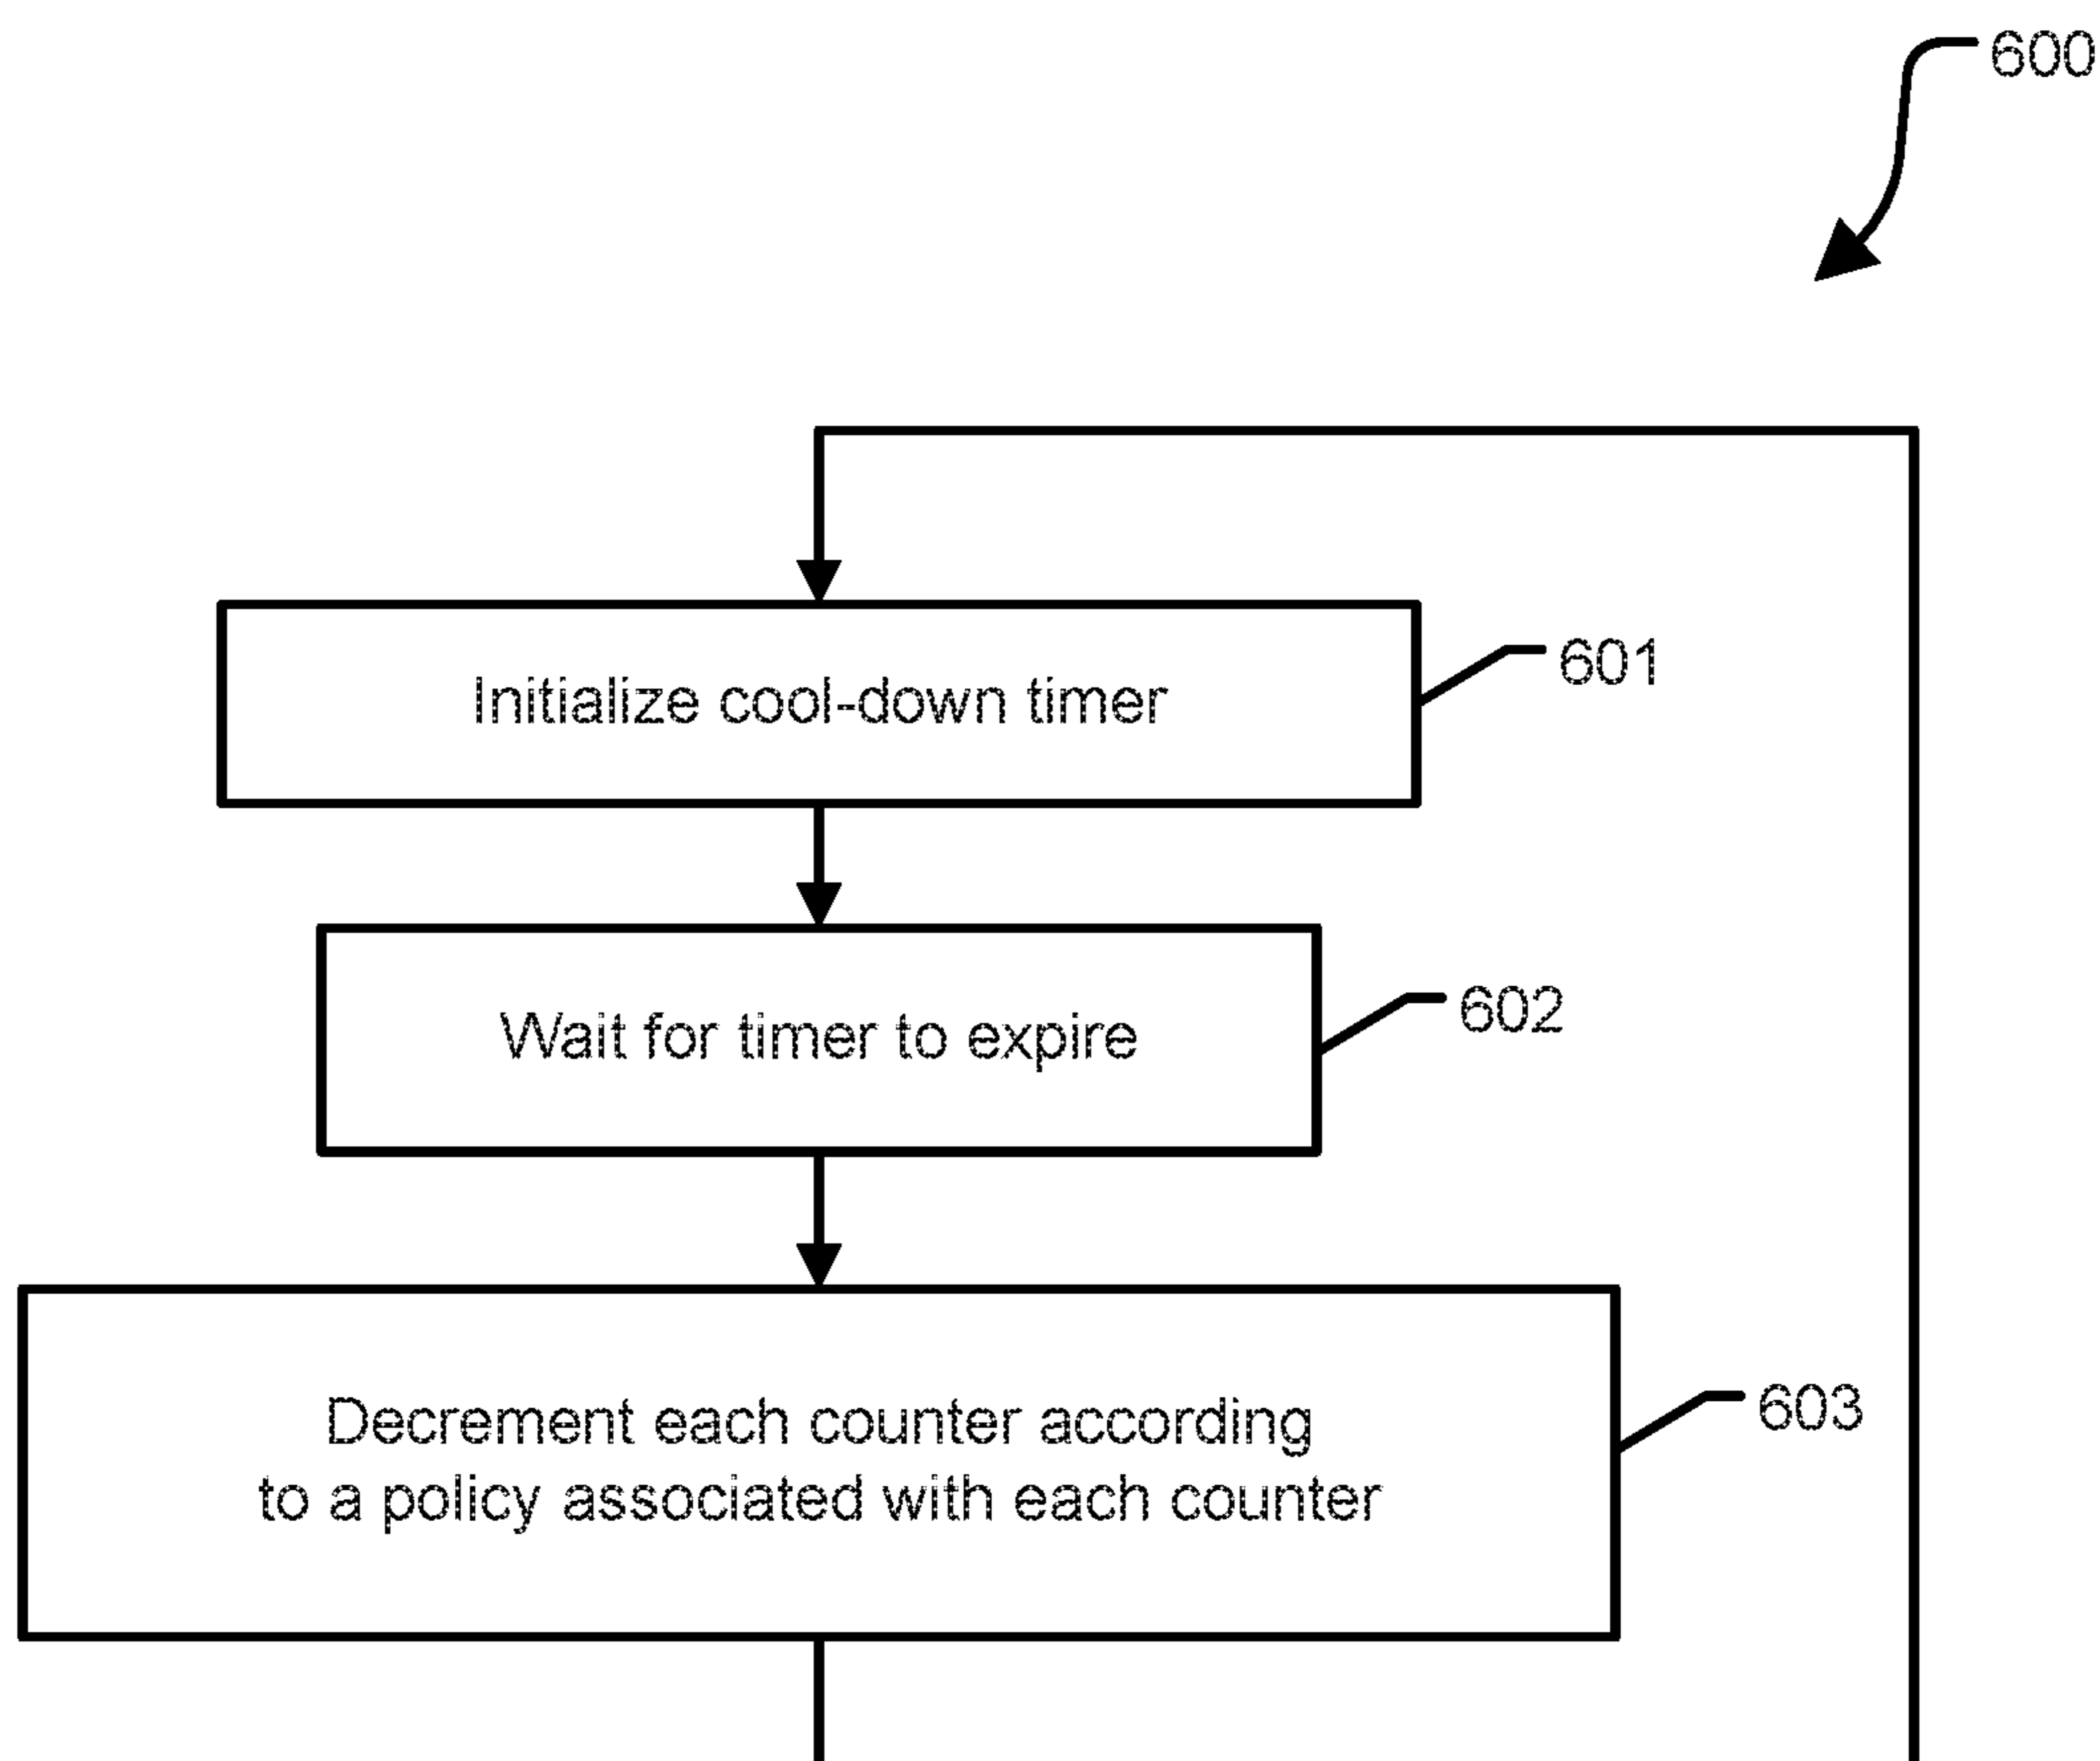 600
Initialize cool-down timer
601
Wait for timer to expire
602
Decrement each counter according
to a policy associated with each counter
603